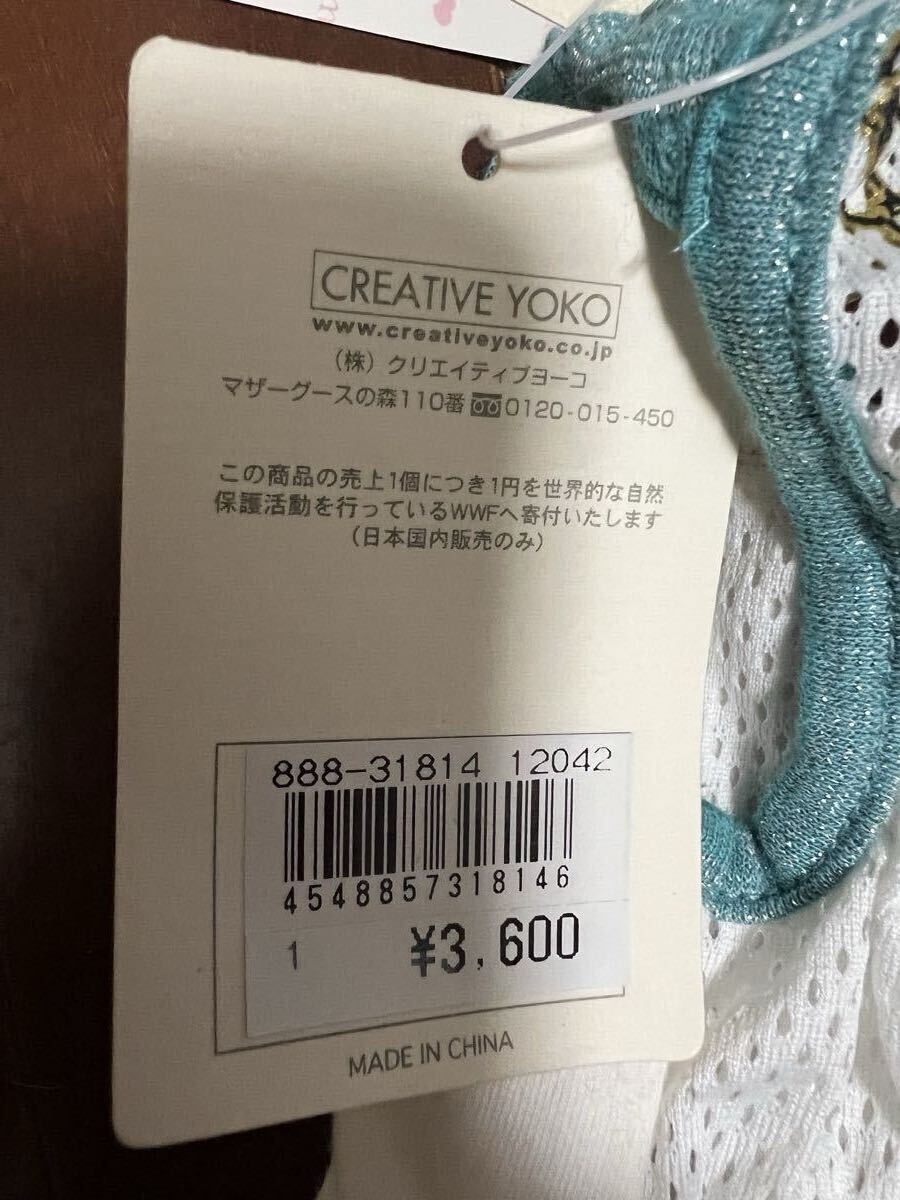 CREATIVE YOKO
www.creativeyoko.co.jp
（株）クリエイティブヨーコ
マザーグースの森110番 0120-015-450
この商品の売上1個につき1円を世界的な自然
保護活動を行っているWWFへ寄付いたします
（日本国内販売のみ）
888-31814 12042
4548857318146
1 ¥3,600
MADE IN CHINA